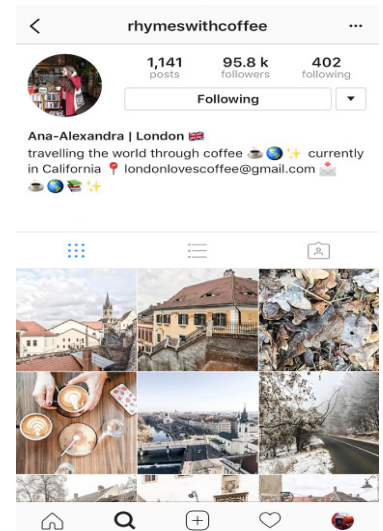 rhymeswithcoffee
1,141 95.8 k 402
posts followers following
Following
Ana-Alexandra | London 🇬🇧
travelling the world through coffee ☕🌎✨ currently
in California 📍 londonlovescoffee@gmail.com 📩
☕🌎📚✨